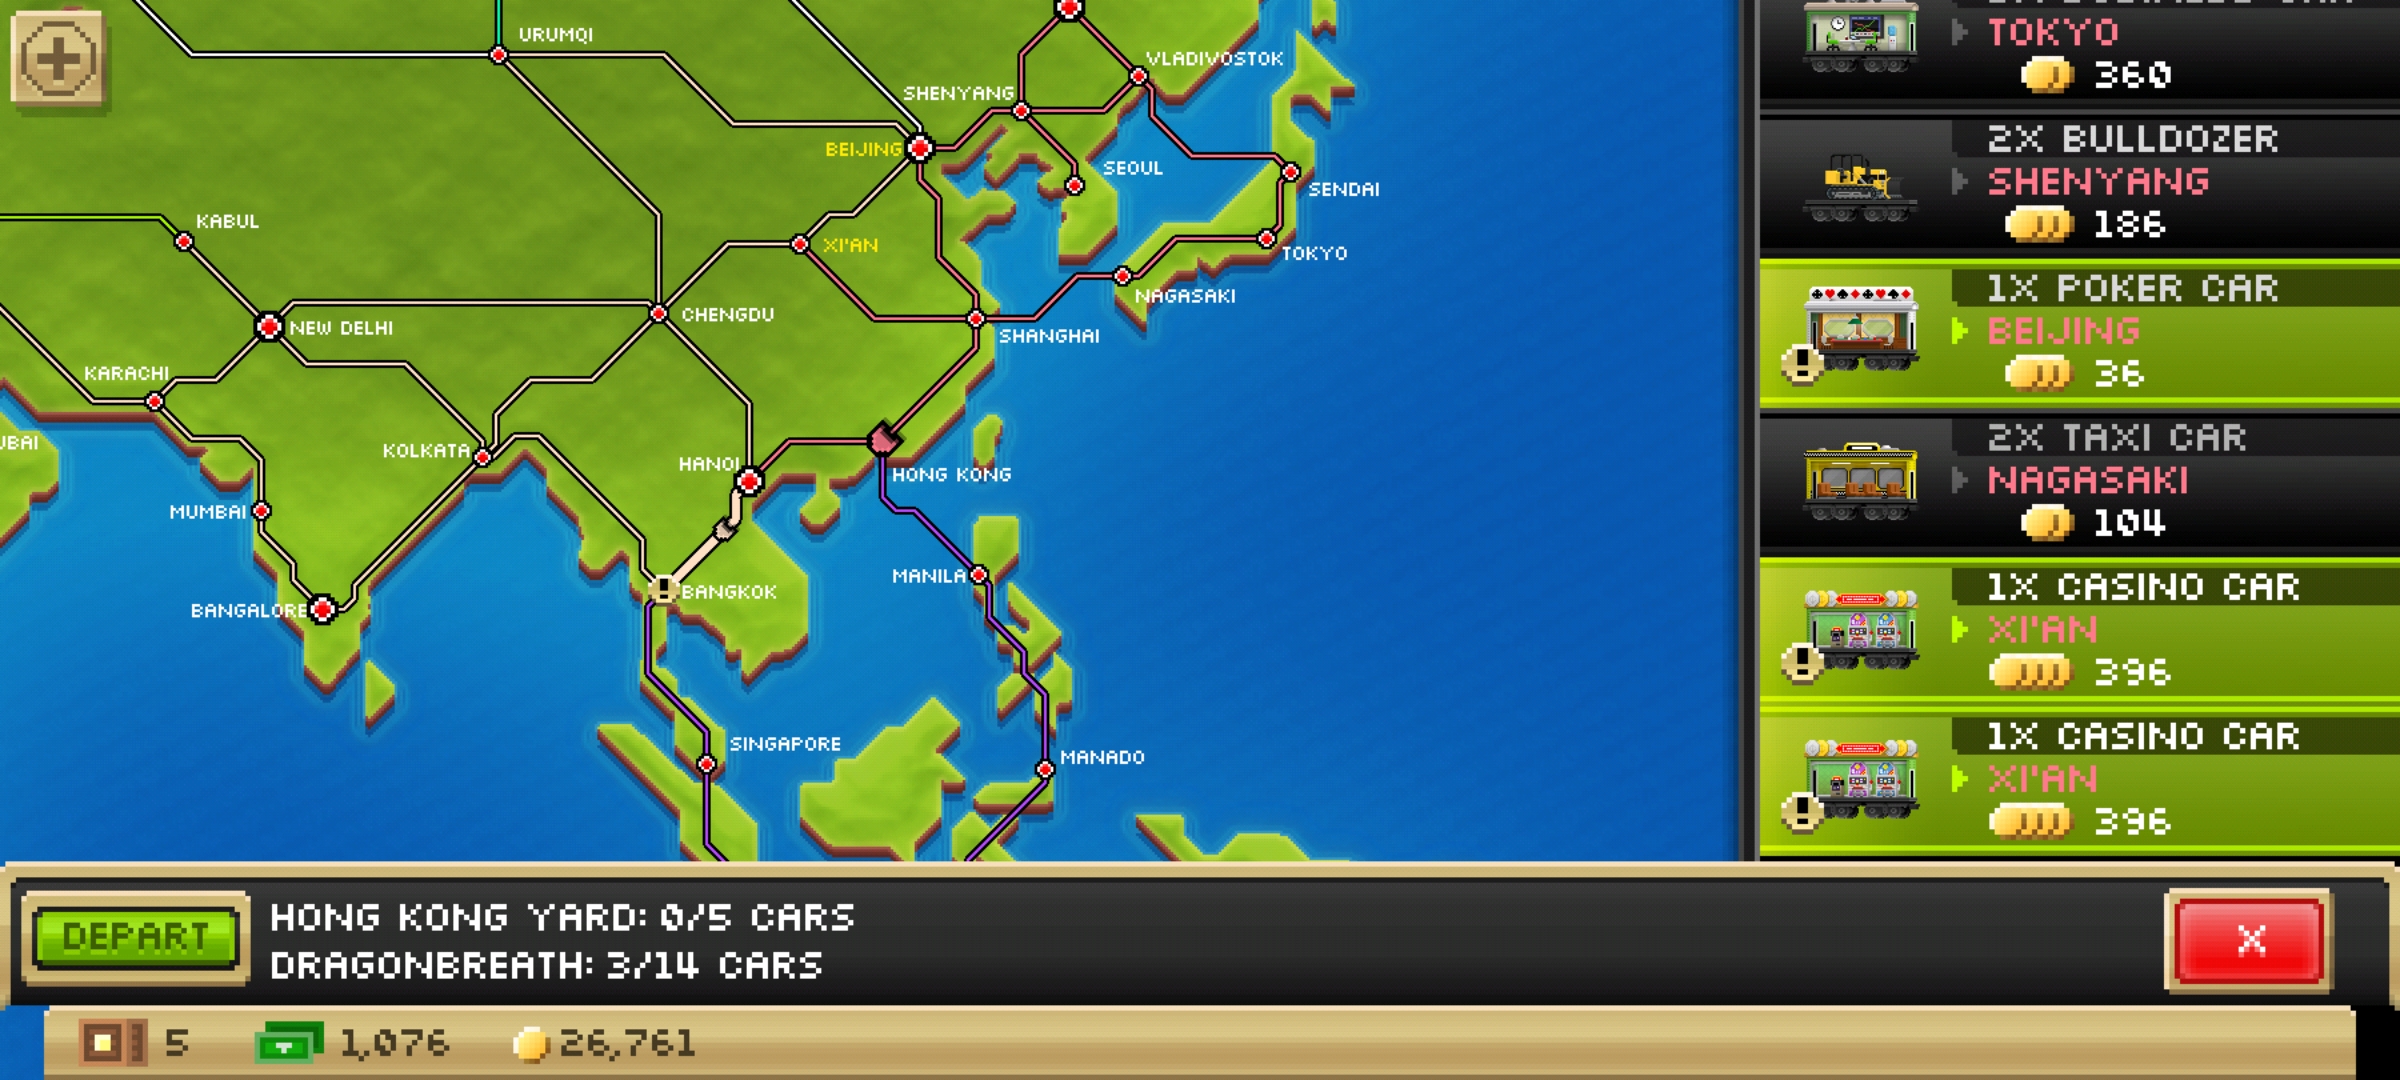 URUMQI
VLADIVOSTOK
SHENYANG
BEIJING
SEOUL
SENDAI
KABUL
XI'AN
TOKYO
NAGASAKI
CHENGDU
NEW DELHI
SHANGHAI
KARACHI
UBAI
KOLKATA
HANOI
HONG KONG
MUMBAI
MANILA
BANGKOK
BANGALORE
SINGAPORE
MANADO
TOKYO
360
2X BULLDOZER
SHENYANG
186
1X POKER CAR
BEIJING
36
2X TAXI CAR
NAGASAKI
104
1X CASINO CAR
XI'AN
396
1X CASINO CAR
XI'AN
396
DEPART
HONG KONG YARD: 0/5 CARS
DRAGONBREATH: 3/14 CARS
X
5
1,076
26,761